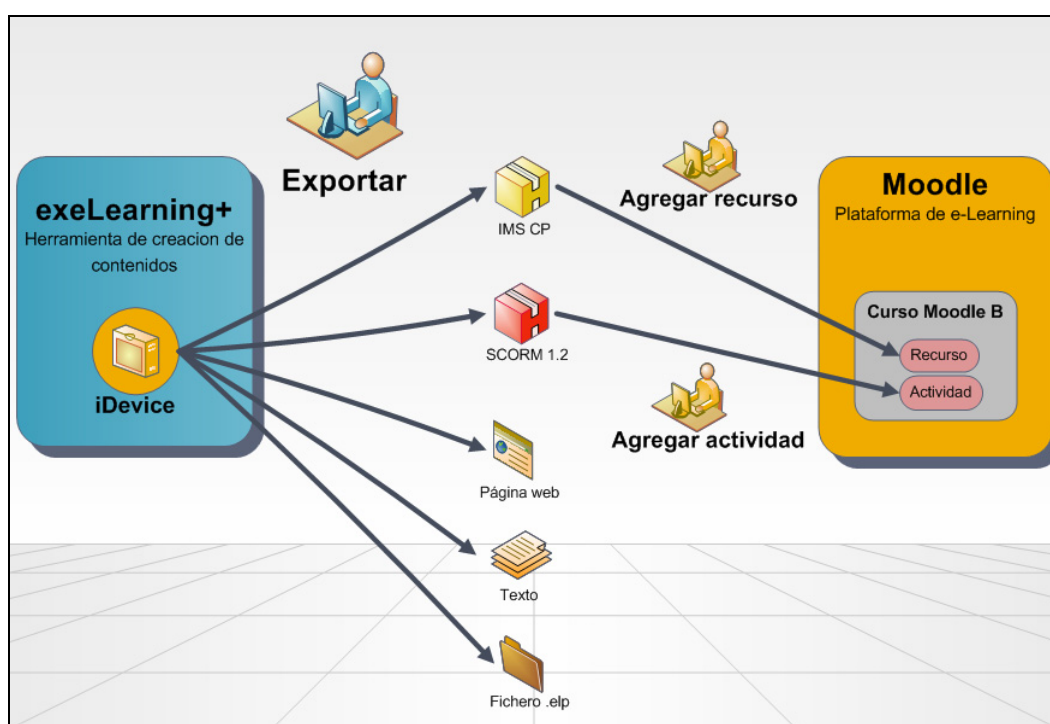 Exportar
exeLearning+
Herramienta de creacion de
contenidos
iDevice
IMS CP
SCORM 1.2
Página web
Texto
Fichero .elp
Agregar recurso
Agregar actividad
Moodle
Plataforma de e-Learning
Curso Moodle B
Recurso
Actividad